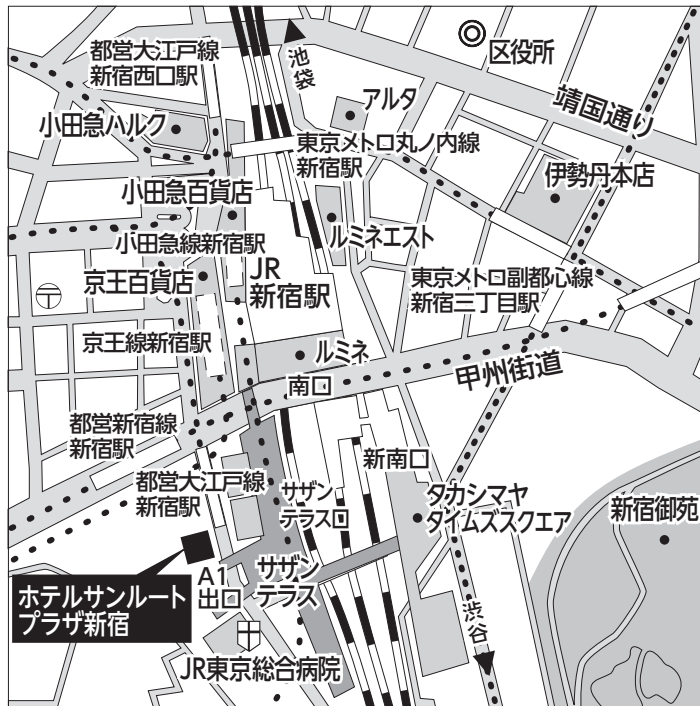 都営大江戸線
新宿西口駅
池袋
区役所
靖国通り
アルタ
小田急ハルク
東京メトロ丸ノ内線
新宿駅
伊勢丹本店
小田急百貨店
ルミネエスト
小田急線新宿駅
JR
新宿駅
京王百貨店
東京メトロ副都心線
新宿三丁目駅
京王線新宿駅
ルミネ
甲州街道
南口
都営新宿線
新宿駅
新南口
都営大江戸線
新宿駅
サザン
テラス口
タカシマヤ
タイムズスクエア
新宿御苑
A1
出口
サザン
テラス
ホテルサンルート
プラザ新宿
渋谷
JR東京総合病院